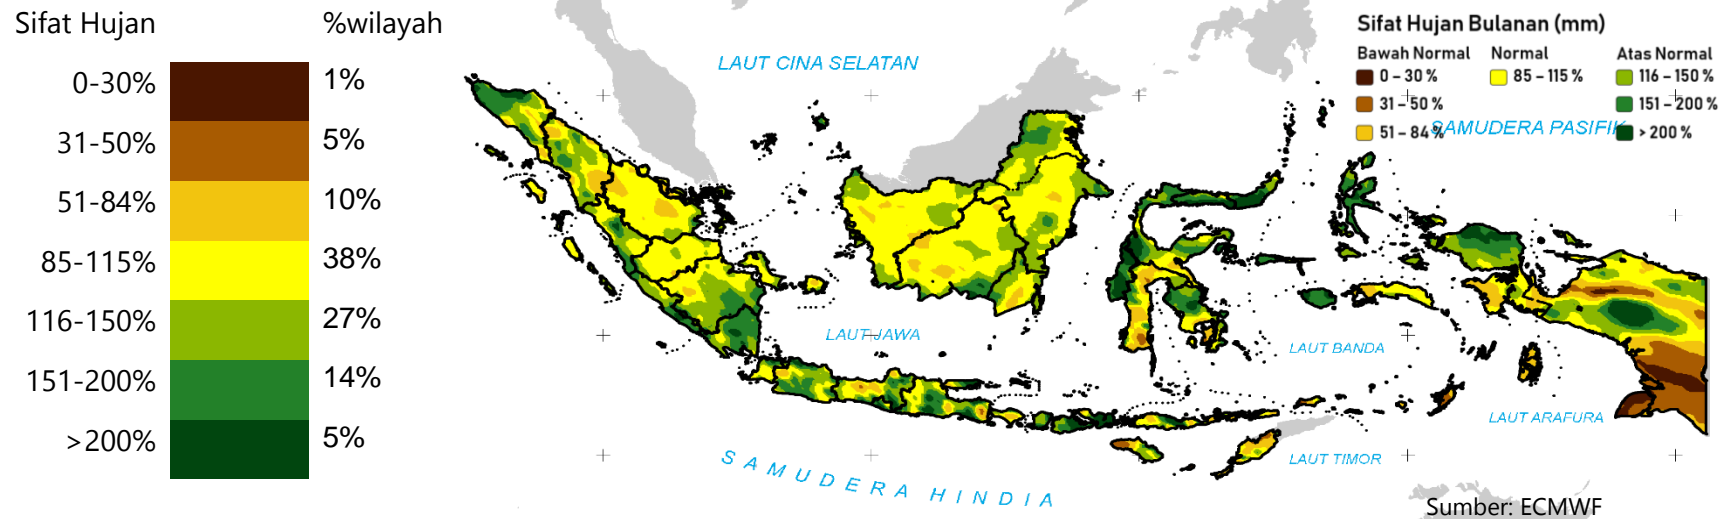 Sifat Hujan %wilayah
0-30% 1%
31-50% 5%
51-84% 10%
85-115% 38%
116-150% 27%
151-200% 14%
>200% 5%
LAUT CINA SELATAN
Sifat Hujan Bulanan (mm)
Bawah Normal Normal Atas Normal
0 – 30 % 85 – 115 % 116 – 150 %
31 – 50 % 151 – 200 %
51 – 84 % > 200 %
SAMUDERA PASIFIK
LAUT JAWA
LAUT BANDA
LAUT ARAFURA
LAUT TIMOR
SAMUDERA HINDIA
Sumber: ECMWF